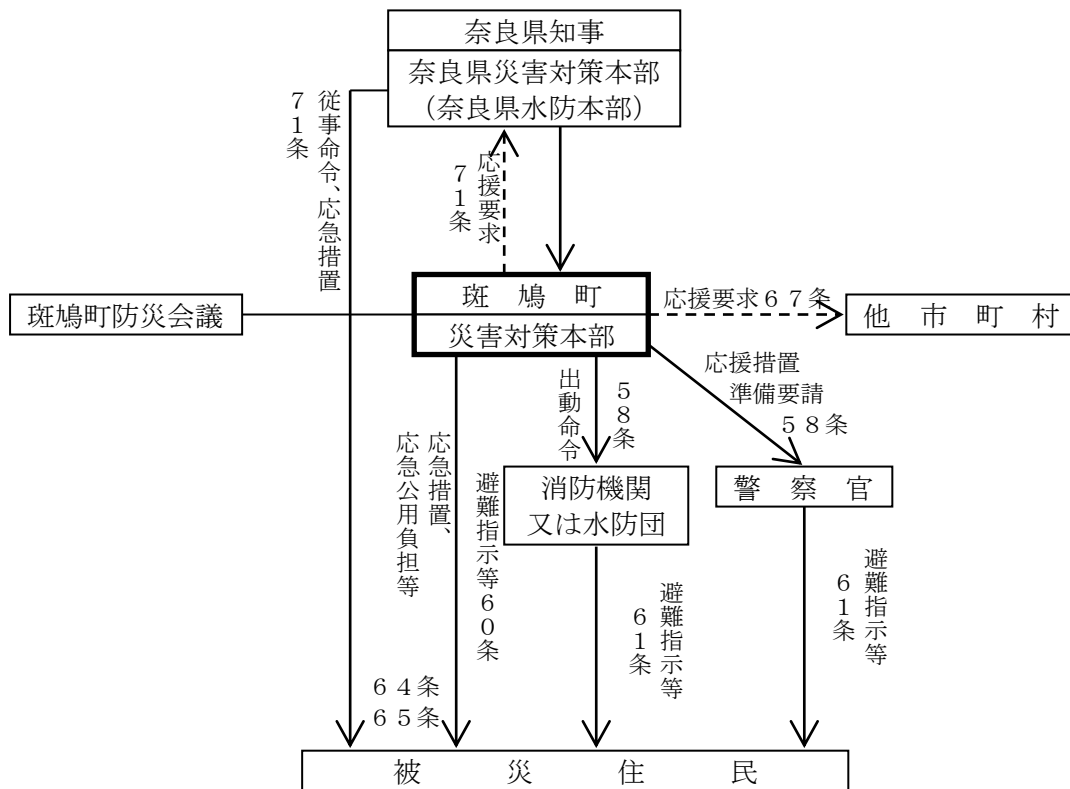 奈良県知事
奈良県災害対策本部
（奈良県水防本部）
従事命令、応急措置
７１条
応援要求
７１条
斑鳩町防災会議
斑　鳩　町
災害対策本部
応援要求６７条
他　市　町　村
応援措置
準備要請
５８条
出動命令
５８条
応急措置、
応急公用負担等
避難指示等６０条
消防機関
又は水防団
警　察　官
避難指示等
６１条
避難指示等
６１条
６４条
６５条
被　災　住　民